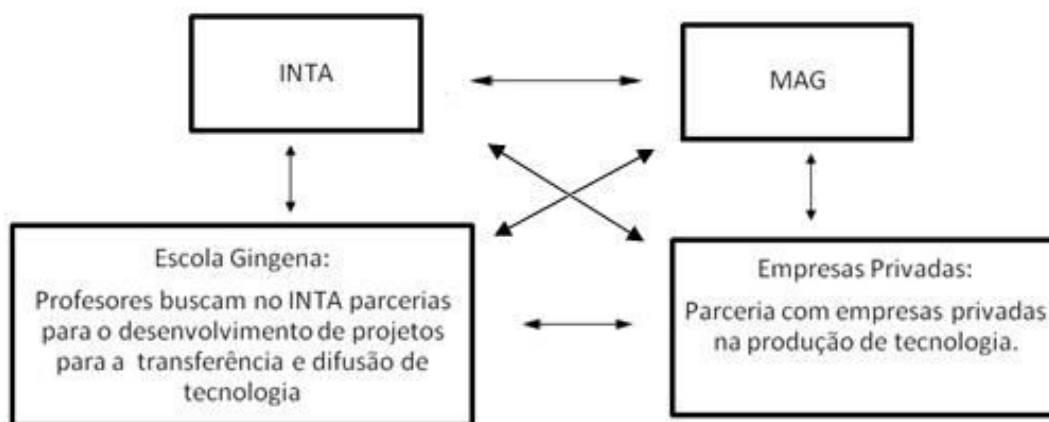 INTA
MAG
Escola Gingena:
Profesores buscam no INTA parcerias
para o desenvolvimento de projetos
para a transferência e difusão de
tecnologia
Empresas Privadas:
Parceria com empresas privadas
na produção de tecnologia.